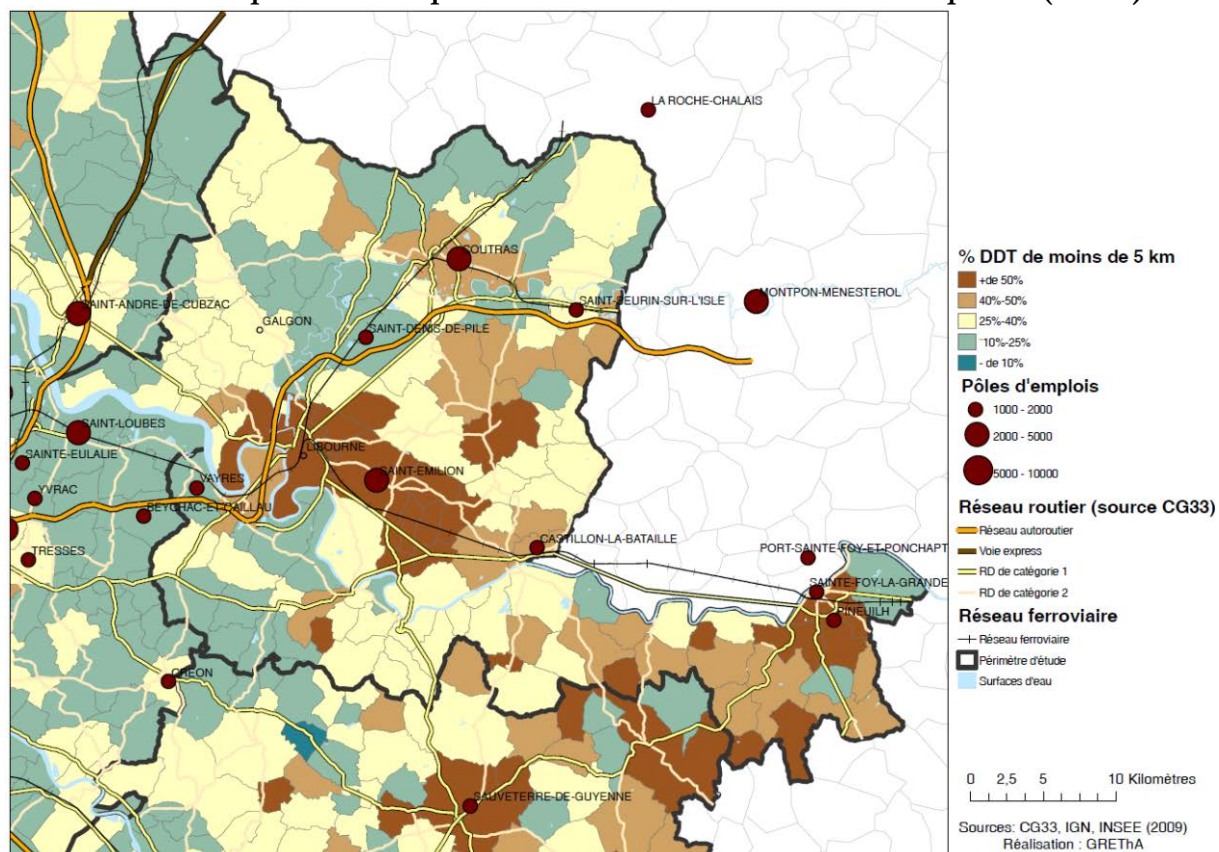 LA ROCHE-CHALAIS
COUTRAS
MONTPON-MENESTEROL
SAINT-ANDRE-DE-CUBZAC
SAINT-SEURIN-SUR-L'ISLE
GALGON
SAINT-DENIS-DE-PILE
SAINT-LOUBES
LIBOURNE
SAINTE-EULALIE
SAINT-EMILION
VAYRES
YVRAC
BEYCHAC-ET-CAILLAU
CASTILLON-LA-BATAILLE
TRESSES
PORT-SAINTE-FOY-ET-PONCHAPT
SAINTE-FOY-LA-GRANDE
PINEUILH
CREON
SAUVETERRE-DE-GUYENNE
% DDT de moins de 5 km
+de 50%
40%-50%
25%-40%
10%-25%
- de 10%
Pôles d'emplois
1000 - 2000
2000 - 5000
5000 - 10000
Réseau routier (source CG33)
Réseau autoroutier
Voie express
RD de catégorie 1
RD de catégorie 2
Réseau ferroviaire
Réseau ferroviaire
Périmètre d'étude
Surfaces d'eau
0 2,5 5 10 Kilomètres
Sources: CG33, IGN, INSEE (2009)
Réalisation : GREThA